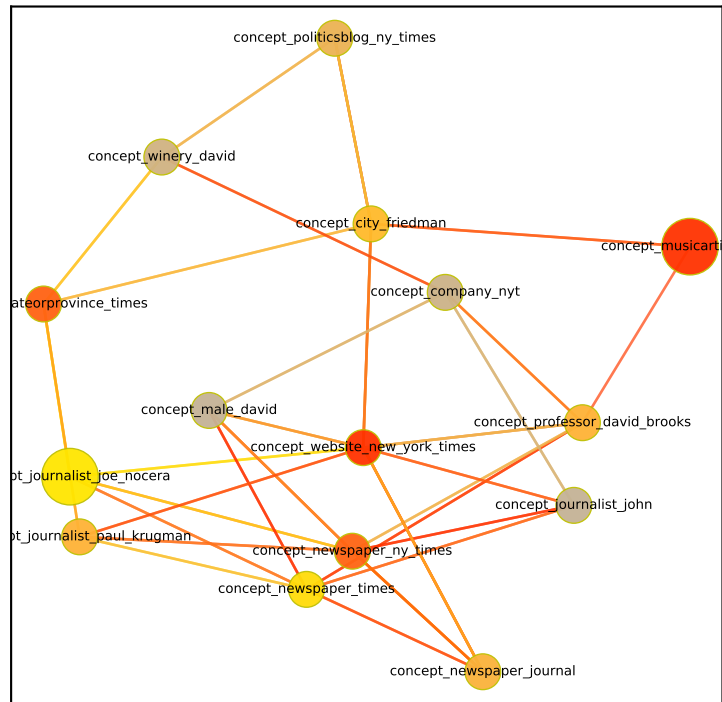 concept_politicsblog_ny_times
concept_winery_david
concept_city_friedman
concept_musicarti
concept_company_nyt
ateorprovince_times
concept_male_david
concept_professor_david_brooks
concept_website_new_york_times
pt_journalist_joe_nocera
concept_journalist_john
pt_journalist_paul_krugman
concept_newspaper_ny_times
concept_newspaper_times
concept_newspaper_journal